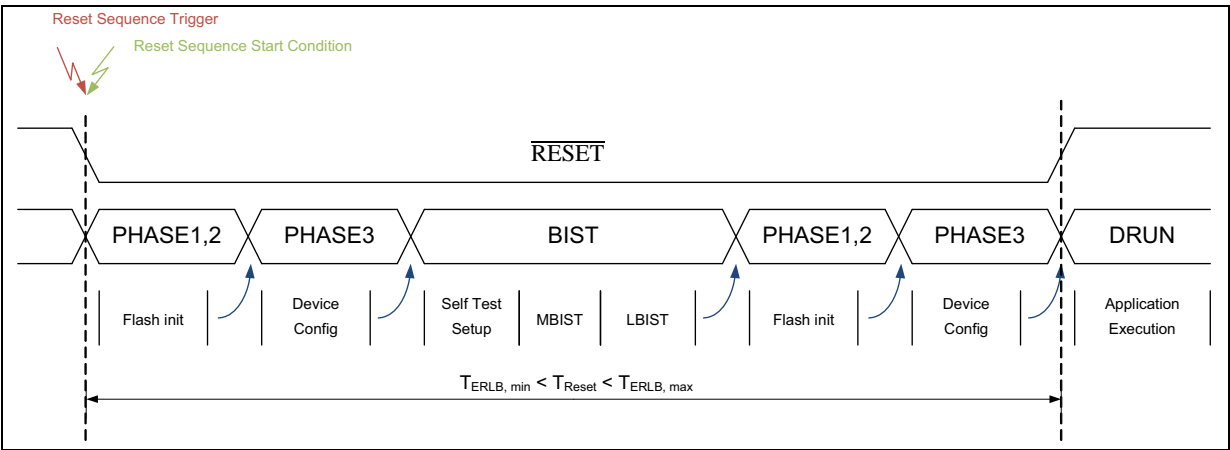 Reset Sequence Trigger
Reset Sequence Start Condition
RESET
PHASE1,2
PHASE3
BIST
PHASE1,2
PHASE3
DRUN
Flash init
Device
Config
Self Test
Setup
MBIST
LBIST
Flash init
Device
Config
Application
Execution
TERLB, min < TReset < TERLB, max